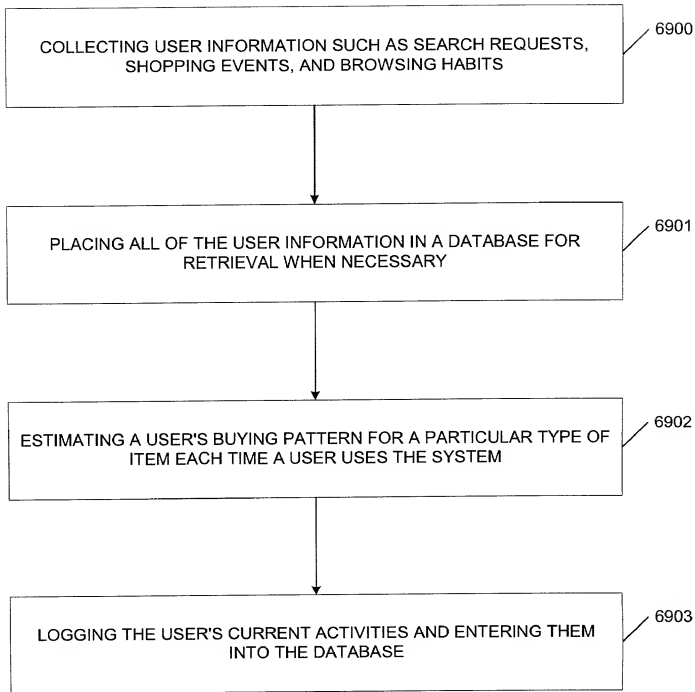 COLLECTING USER INFORMATION SUCH AS SEARCH REQUESTS,
SHOPPING EVENTS, AND BROWSING HABITS
6900
PLACING ALL OF THE USER INFORMATION IN A DATABASE FOR
RETRIEVAL WHEN NECESSARY
6901
ESTIMATING A USER'S BUYING PATTERN FOR A PARTICULAR TYPE OF
ITEM EACH TIME A USER USES THE SYSTEM
6902
LOGGING THE USER'S CURRENT ACTIVITIES AND ENTERING THEM
INTO THE DATABASE
6903